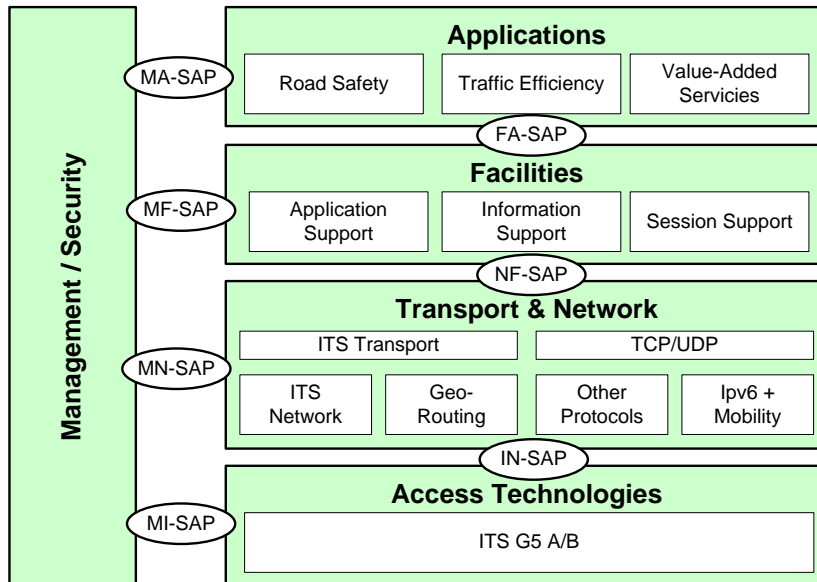 Management / Security
Applications
MA-SAP
Road Safety
Traffic Efficiency
Value-Added
Servicies
FA-SAP
Facilities
MF-SAP
Application
Support
Information
Support
Session Support
NF-SAP
Transport & Network
ITS Transport
TCP/UDP
MN-SAP
ITS
Network
Geo-
Routing
Other
Protocols
Ipv6 +
Mobility
IN-SAP
Access Technologies
MI-SAP
ITS G5 A/B